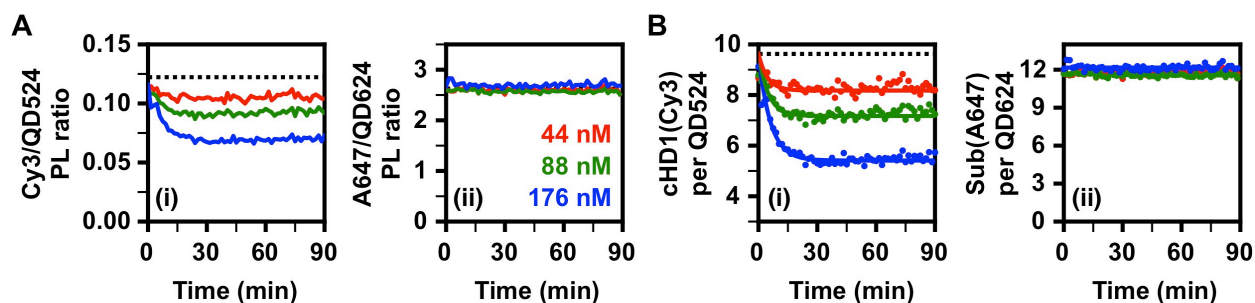 A
Cy3/QD524
PL ratio
0.15
0.10
0.05
0.00
(i)
0
30
60
90
Time (min)
A647/QD624
PL ratio
3
2
1
0
44 nM
88 nM
176 nM
(ii)
0
30
60
90
Time (min)
B
cHD1(Cy3)
per QD524
10
8
6
4
(i)
0
30
60
90
Time (min)
Sub(A647)
per QD624
12
9
6
3
0
(ii)
0
30
60
90
Time (min)